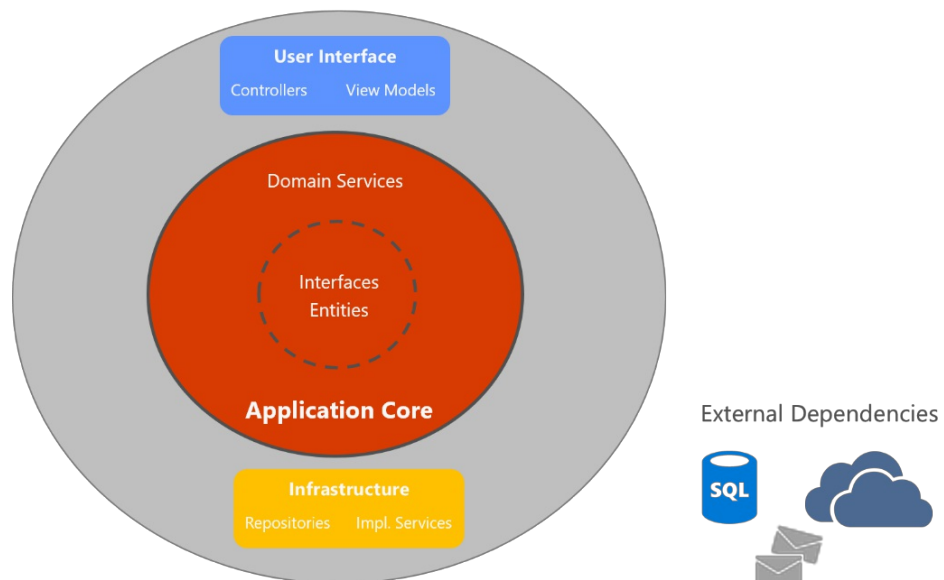 User Interface
Controllers View Models
Domain Services
Interfaces
Entities
Application Core
Infrastructure
Repositories Impl. Services
External Dependencies
SQL